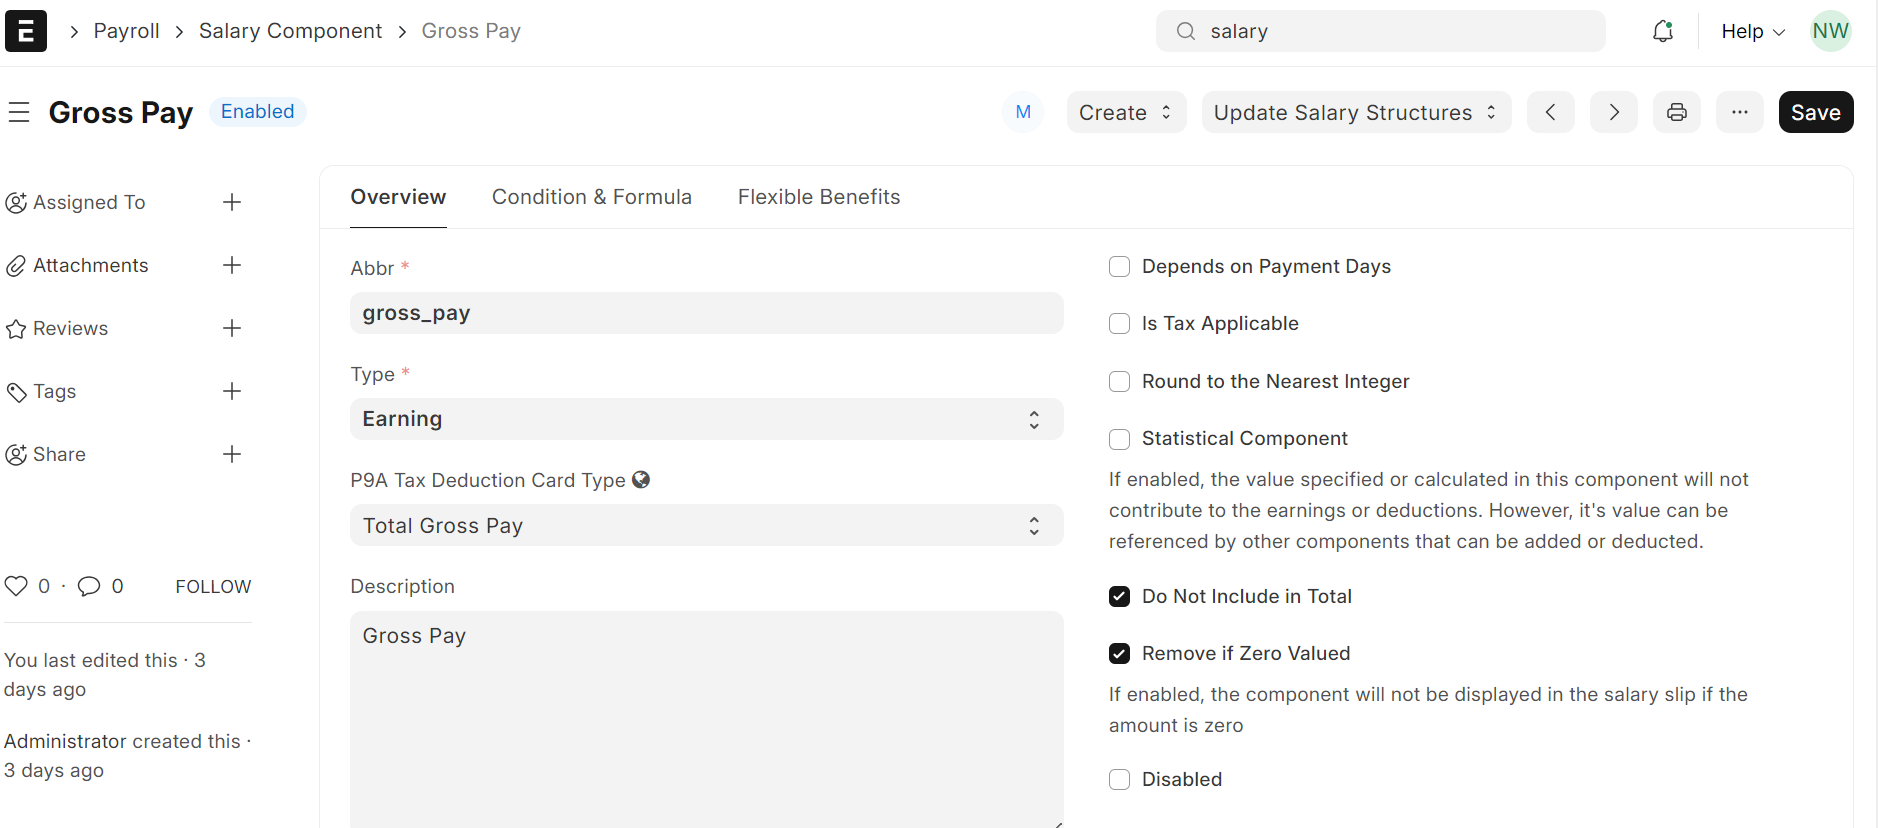 Payroll > Salary Component > Gross Pay
salary
Help
NW
Gross Pay
Enabled
M
Create
Update Salary Structures
Save
Assigned To
Attachments
Reviews
Tags
Share
0 · 0 FOLLOW
You last edited this · 3
days ago
Administrator created this ·
3 days ago
Overview
Condition & Formula
Flexible Benefits
Abbr *
gross_pay
Type *
Earning
P9A Tax Deduction Card Type
Total Gross Pay
Description
Gross Pay
Depends on Payment Days
Is Tax Applicable
Round to the Nearest Integer
Statistical Component
If enabled, the value specified or calculated in this component will not
contribute to the earnings or deductions. However, it's value can be
referenced by other components that can be added or deducted.
Do Not Include in Total
Remove if Zero Valued
If enabled, the component will not be displayed in the salary slip if the
amount is zero
Disabled